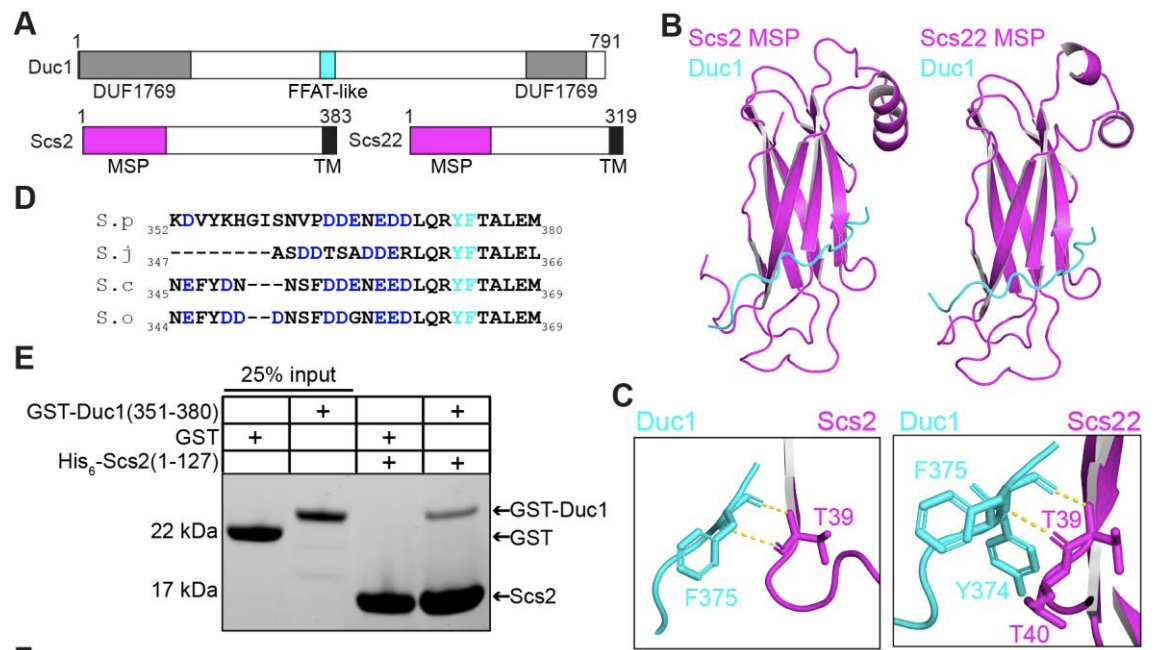 A
1
791
Duc1
DUF1769
FFAT-like
DUF1769
1
383
1
319
Scs2
Scs22
MSP
TM
MSP
TM
B
Scs2 MSP
Duc1
Scs22 MSP
Duc1
D
S.p 352 KDVYKHGISNVPDDENEDDLQRYFTALEM 380
S.j 347 --------ASDDTSADDERLQRYFTALEL 366
S.c 345 NEFYDN---NSFDDENEEDLQRYFTALEM 369
S.o 344 NEFYDD--DNSFDDGNEEDLQRYFTALEM 369
E
25% input
GST-Duc1(351-380) + +
GST + +
His6-Scs2(1-127) + +
22 kDa
17 kDa
←GST-Duc1
←GST
←Scs2
C
Duc1
Scs2
T39
F375
Duc1
Scs22
F375
T39
Y374
T40